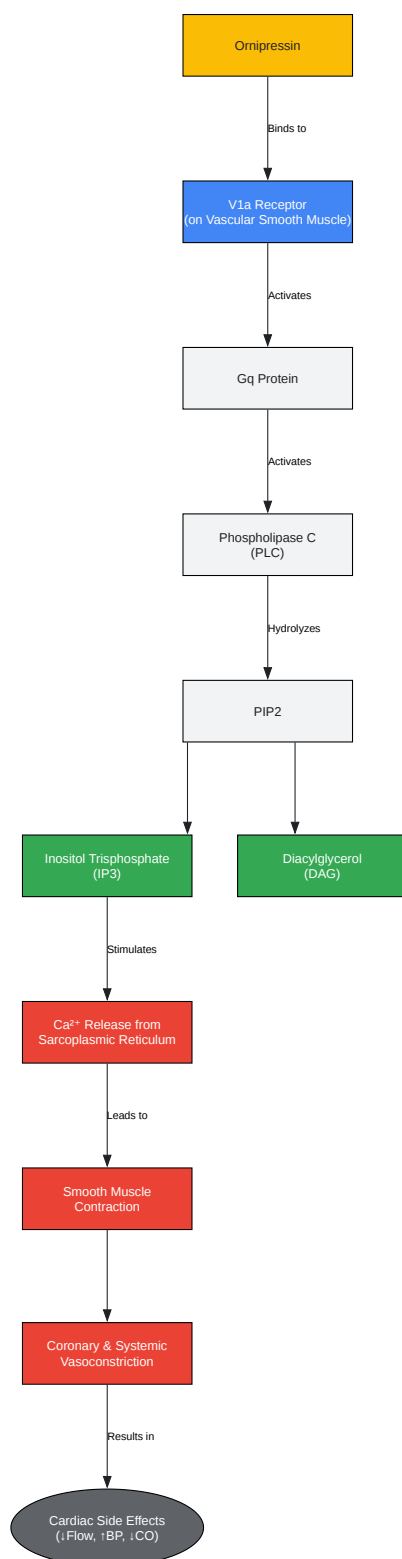 Ornipressin
Binds to
V1a Receptor
(on Vascular Smooth Muscle)
Activates
Gq Protein
Activates
Phospholipase C
(PLC)
Hydrolyzes
PIP2
Inositol Trisphosphate
(IP3)
Diacylglycerol
(DAG)
Stimulates
Ca²⁺ Release from
Sarcoplasmic Reticulum
Leads to
Smooth Muscle
Contraction
Coronary & Systemic
Vasoconstriction
Results in
Cardiac Side Effects
(↓Flow, ↑BP, ↓CO)